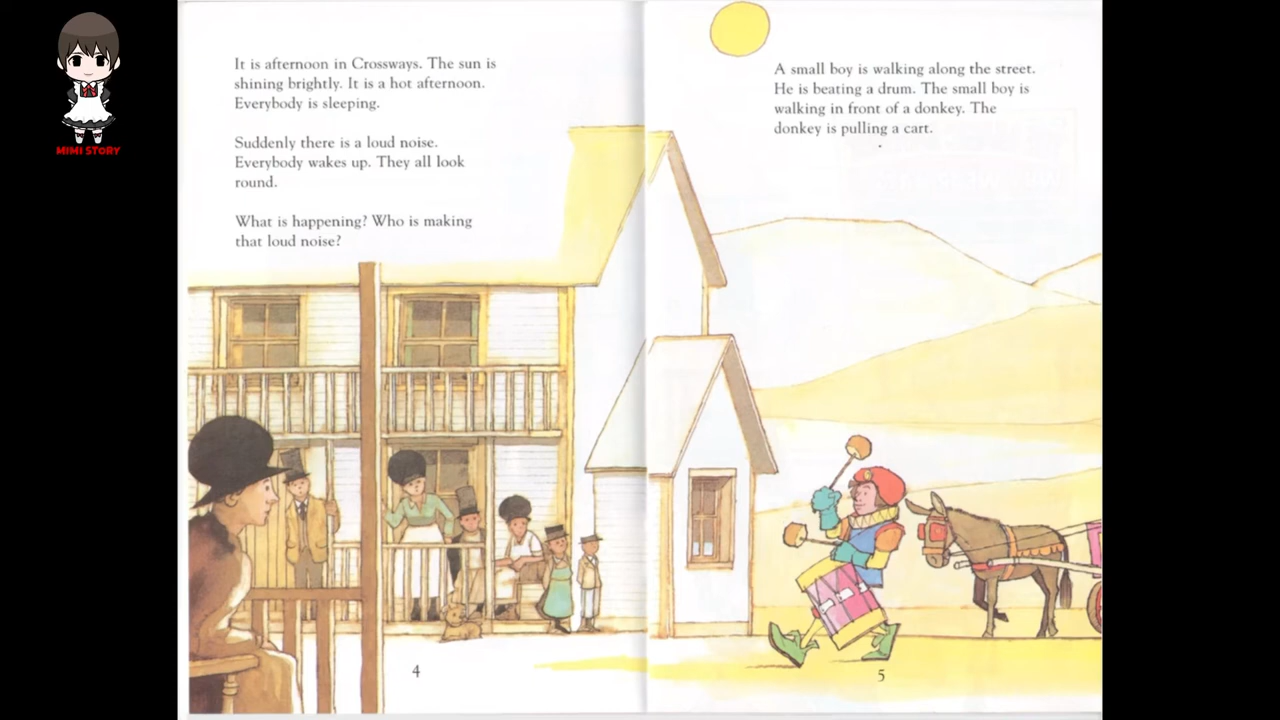 MIMI STORY
It is afternoon in Crossways. The sun is
shining brightly. It is a hot afternoon.
Everybody is sleeping.
Suddenly there is a loud noise.
Everybody wakes up. They all look
round.
What is happening? Who is making
that loud noise?
4
A small boy is walking along the street.
He is beating a drum. The small boy is
walking in front of a donkey. The
donkey is pulling a cart.
5